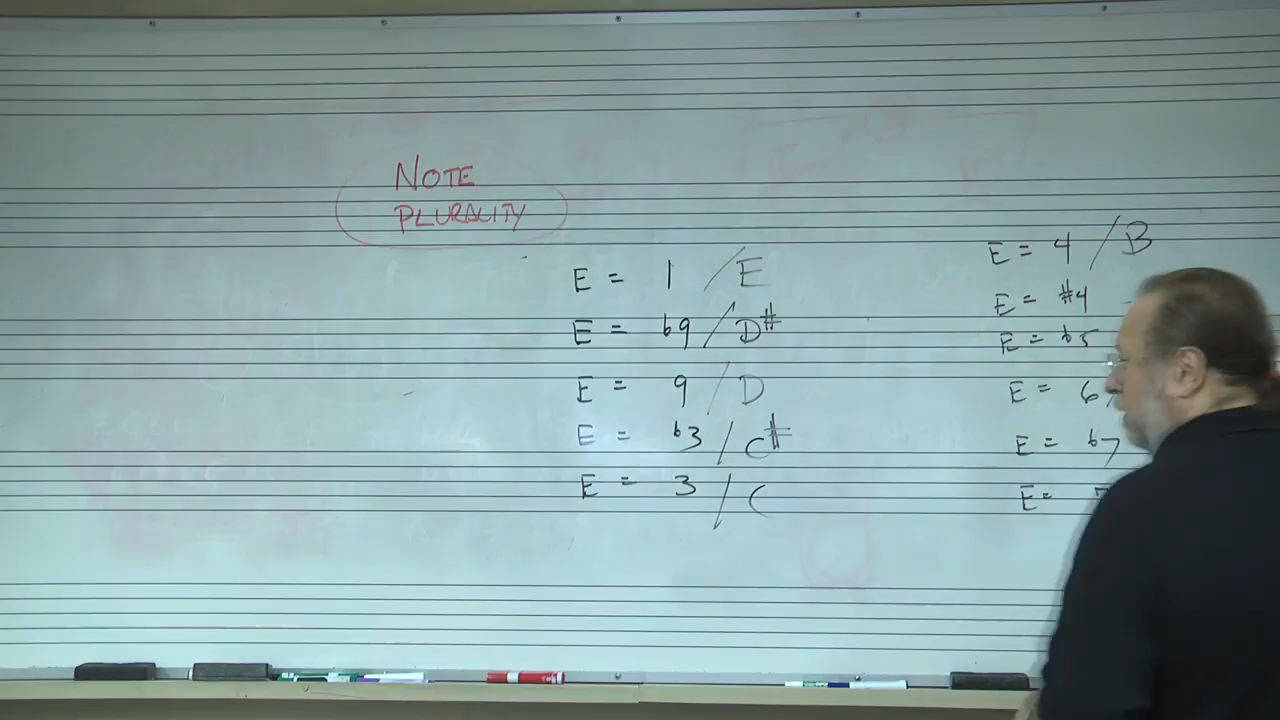 NOTE
PLURALITY
E = 1 / E
E = b9 / D#
E = 9 / D
E = b3 / C#
E = 3 / C
E = 4 / B
E = #4
E = b5
E = 6
E = b7
E =